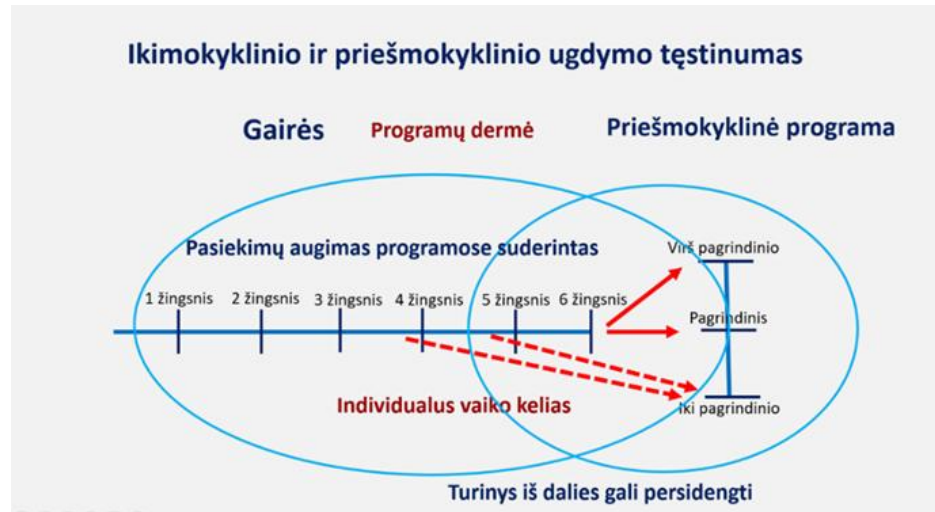 Ikimokyklinio ir priešmokyklinio ugdymo tęstinumas
Gairės
Programų dermė
Priešmokyklinė programa
Pasiekimų augimas programose suderintas
Virš pagrindinio
1 žingsnis
2 žingsnis
3 žingsnis
4 žingsnis
5 žingsnis
6 žingsnis
Pagrindinis
Individualus vaiko kelias
Iki pagrindinio
Turinys iš dalies gali persidengti